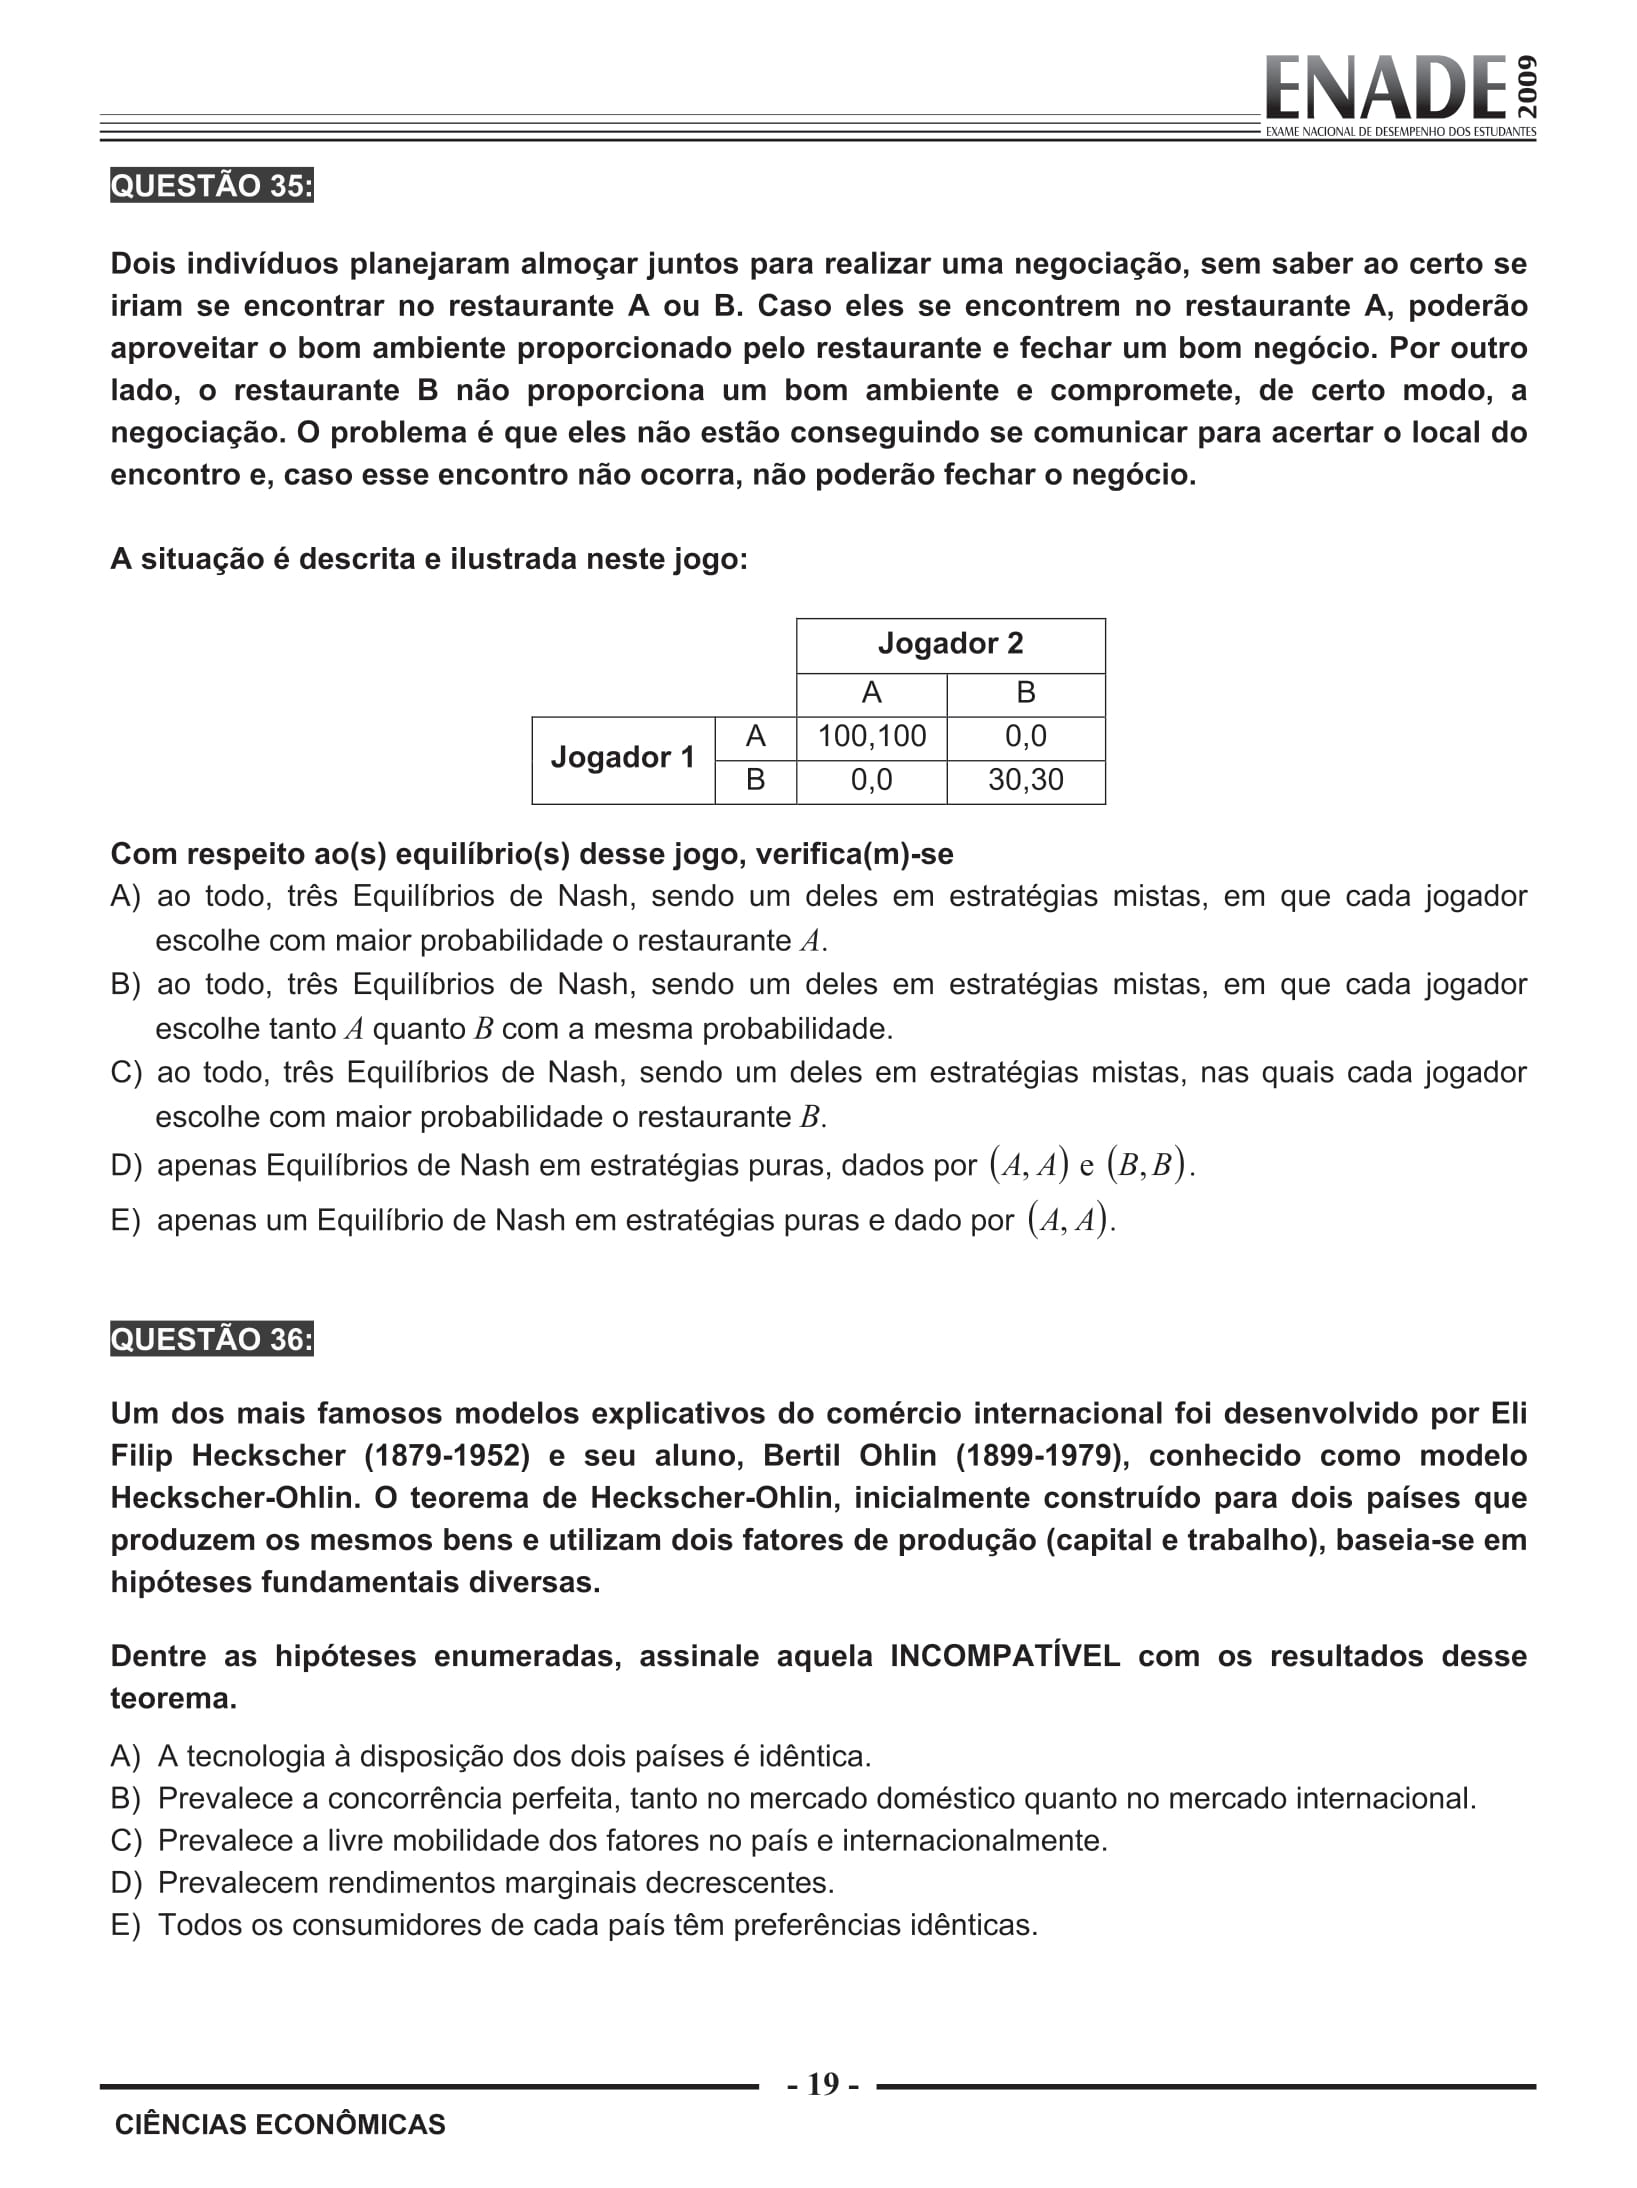 ENADE 2009
EXAME NACIONAL DE DESEMPENHO DOS ESTUDANTES
QUESTÃO 35:
Dois indivíduos planejaram almoçar juntos para realizar uma negociação, sem saber ao certo se
iriam se encontrar no restaurante A ou B. Caso eles se encontrem no restaurante A, poderão
aproveitar o bom ambiente proporcionado pelo restaurante e fechar um bom negócio. Por outro
lado, o restaurante B não proporciona um bom ambiente e compromete, de certo modo, a
negociação. O problema é que eles não estão conseguindo se comunicar para acertar o local do
encontro e, caso esse encontro não ocorra, não poderão fechar o negócio.
A situação é descrita e ilustrada neste jogo:
Jogador 2
A B
Jogador 1 A 100,100 0,0
B 0,0 30,30
Com respeito ao(s) equilíbrio(s) desse jogo, verifica(m)-se
A) ao todo, três Equilíbrios de Nash, sendo um deles em estratégias mistas, em que cada jogador
escolhe com maior probabilidade o restaurante A.
B) ao todo, três Equilíbrios de Nash, sendo um deles em estratégias mistas, em que cada jogador
escolhe tanto A quanto B com a mesma probabilidade.
C) ao todo, três Equilíbrios de Nash, sendo um deles em estratégias mistas, nas quais cada jogador
escolhe com maior probabilidade o restaurante B.
D) apenas Equilíbrios de Nash em estratégias puras, dados por (A, A) e (B, B).
E) apenas um Equilíbrio de Nash em estratégias puras e dado por (A, A).
QUESTÃO 36:
Um dos mais famosos modelos explicativos do comércio internacional foi desenvolvido por Eli
Filip Heckscher (1879-1952) e seu aluno, Bertil Ohlin (1899-1979), conhecido como modelo
Heckscher-Ohlin. O teorema de Heckscher-Ohlin, inicialmente construído para dois países que
produzem os mesmos bens e utilizam dois fatores de produção (capital e trabalho), baseia-se em
hipóteses fundamentais diversas.
Dentre as hipóteses enumeradas, assinale aquela INCOMPATÍVEL com os resultados desse
teorema.
A) A tecnologia à disposição dos dois países é idêntica.
B) Prevalece a concorrência perfeita, tanto no mercado doméstico quanto no mercado internacional.
C) Prevalece a livre mobilidade dos fatores no país e internacionalmente.
D) Prevalecem rendimentos marginais decrescentes.
E) Todos os consumidores de cada país têm preferências idênticas.
- 19 -
CIÊNCIAS ECONÔMICAS